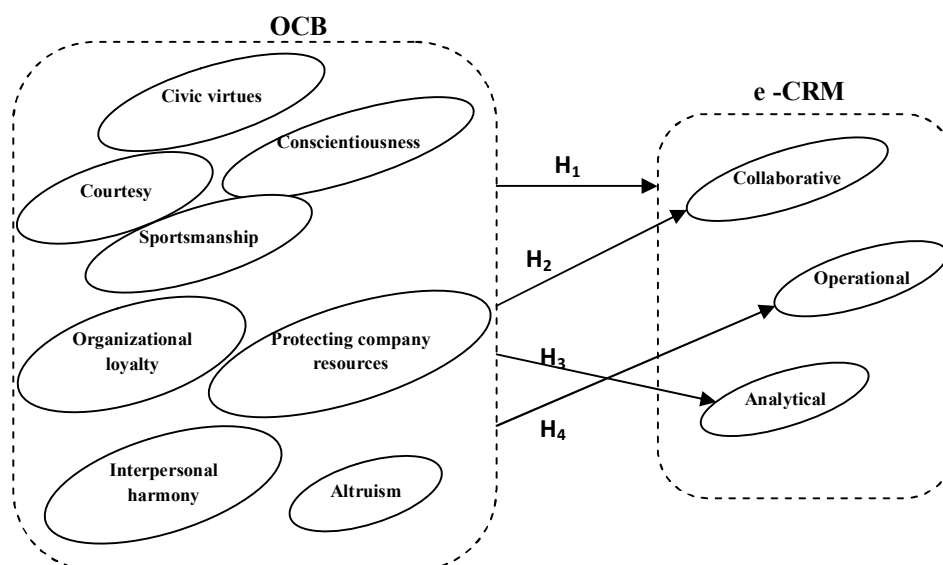 OCB
Civic virtues
Conscientiousness
Courtesy
Sportsmanship
Organizational
loyalty
Protecting company
resources
Interpersonal
harmony
Altruism
H1
H2
H3
H4
e -CRM
Collaborative
Operational
Analytical